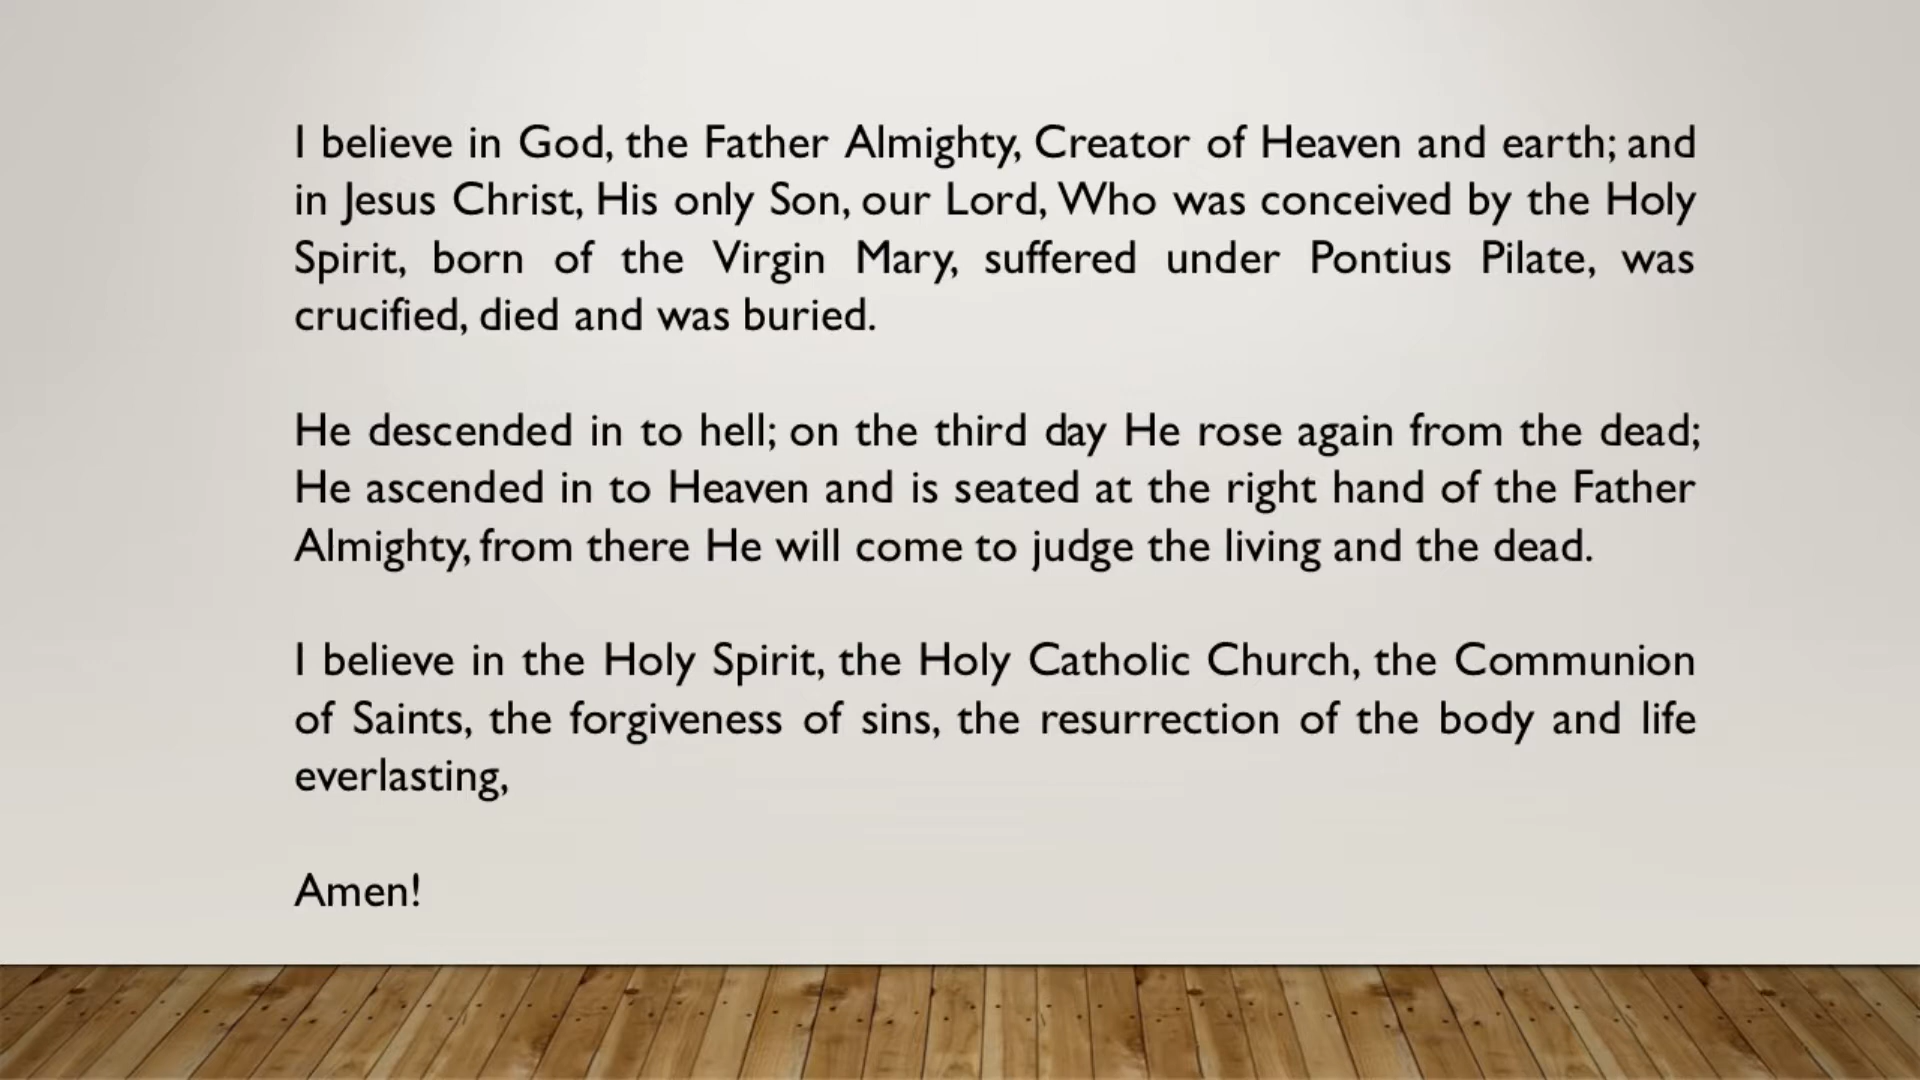 I believe in God, the Father Almighty, Creator of Heaven and earth; and
in Jesus Christ, His only Son, our Lord, Who was conceived by the Holy
Spirit, born of the Virgin Mary, suffered under Pontius Pilate, was
crucified, died and was buried.
He descended in to hell; on the third day He rose again from the dead;
He ascended in to Heaven and is seated at the right hand of the Father
Almighty, from there He will come to judge the living and the dead.
I believe in the Holy Spirit, the Holy Catholic Church, the Communion
of Saints, the forgiveness of sins, the resurrection of the body and life
everlasting,
Amen!